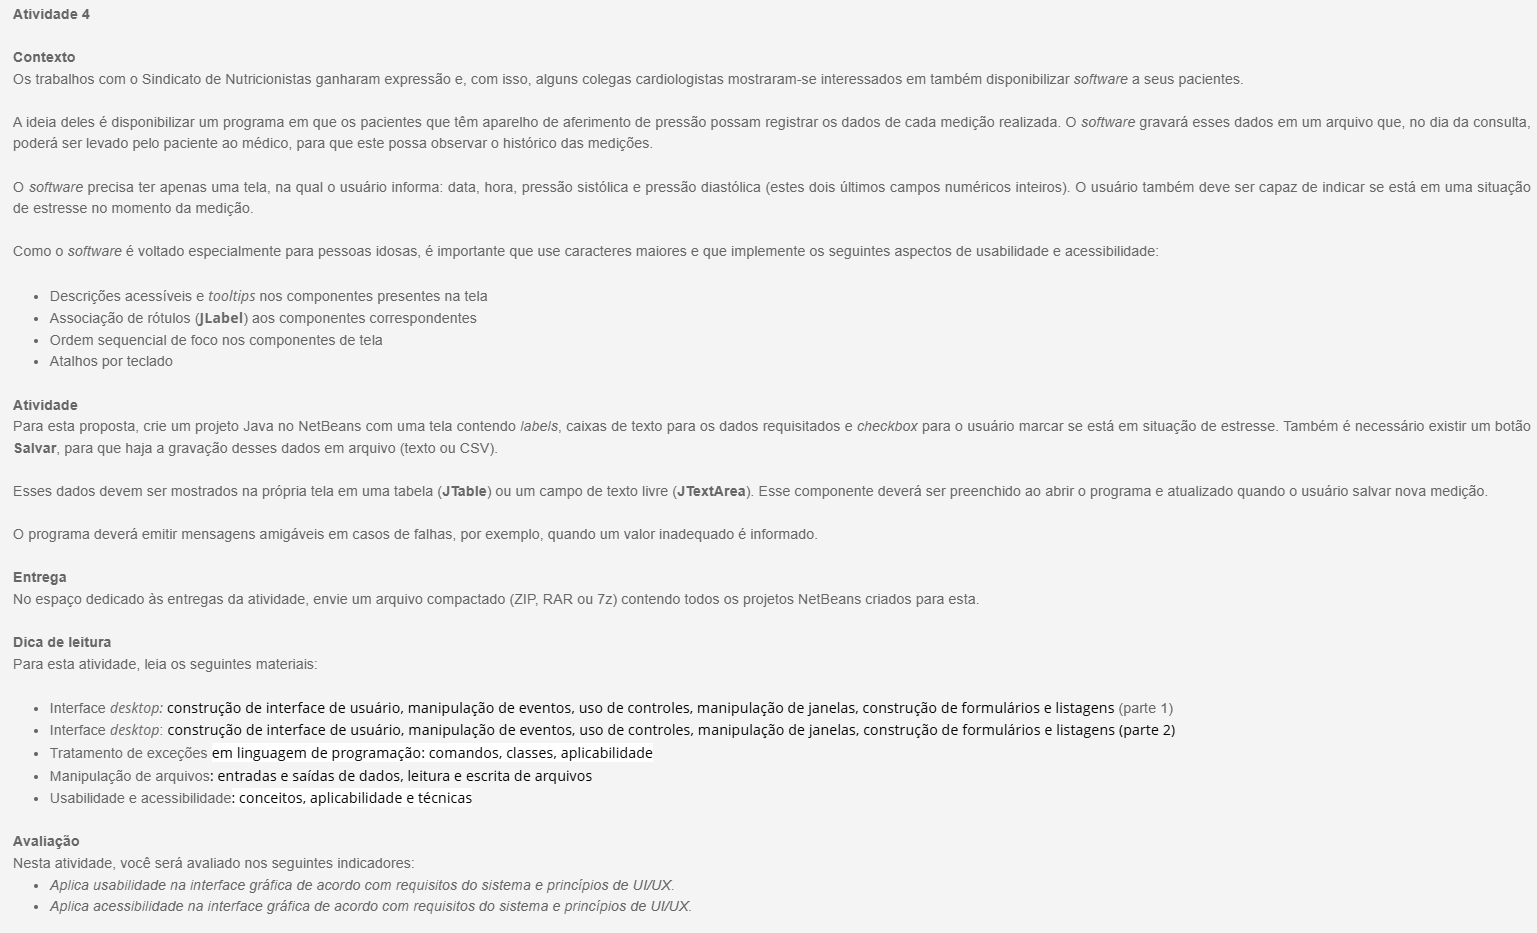 Atividade 4
Contexto
Os trabalhos com o Sindicato de Nutricionistas ganharam expressão e, com isso, alguns colegas cardiologistas mostraram-se interessados em também disponibilizar software a seus pacientes.
A ideia deles é disponibilizar um programa em que os pacientes que têm aparelho de aferimento de pressão possam registrar os dados de cada medição realizada. O software gravará esses dados em um arquivo que, no dia da consulta,
poderá ser levado pelo paciente ao médico, para que este possa observar o histórico das medições.
O software precisa ter apenas uma tela, na qual o usuário informa: data, hora, pressão sistólica e pressão diastólica (estes dois últimos campos numéricos inteiros). O usuário também deve ser capaz de indicar se está em uma situação
de estresse no momento da medição.
Como o software é voltado especialmente para pessoas idosas, é importante que use caracteres maiores e que implemente os seguintes aspectos de usabilidade e acessibilidade:
• Descrições acessíveis e tooltips nos componentes presentes na tela
• Associação de rótulos (JLabel) aos componentes correspondentes
• Ordem sequencial de foco nos componentes de tela
• Atalhos por teclado
Atividade
Para esta proposta, crie um projeto Java no NetBeans com uma tela contendo labels, caixas de texto para os dados requisitados e checkbox para o usuário marcar se está em situação de estresse. Também é necessário existir um botão
Salvar, para que haja a gravação desses dados em arquivo (texto ou CSV).
Esses dados devem ser mostrados na própria tela em uma tabela (JTable) ou um campo de texto livre (JTextArea). Esse componente deverá ser preenchido ao abrir o programa e atualizado quando o usuário salvar nova medição.
O programa deverá emitir mensagens amigáveis em casos de falhas, por exemplo, quando um valor inadequado é informado.
Entrega
No espaço dedicado às entregas da atividade, envie um arquivo compactado (ZIP, RAR ou 7z) contendo todos os projetos NetBeans criados para esta.
Dica de leitura
Para esta atividade, leia os seguintes materiais:
• Interface desktop: construção de interface de usuário, manipulação de eventos, uso de controles, manipulação de janelas, construção de formulários e listagens (parte 1)
• Interface desktop: construção de interface de usuário, manipulação de eventos, uso de controles, manipulação de janelas, construção de formulários e listagens (parte 2)
• Tratamento de exceções em linguagem de programação: comandos, classes, aplicabilidade
• Manipulação de arquivos: entradas e saídas de dados, leitura e escrita de arquivos
• Usabilidade e acessibilidade: conceitos, aplicabilidade e técnicas
Avaliação
Nesta atividade, você será avaliado nos seguintes indicadores:
• Aplica usabilidade na interface gráfica de acordo com requisitos do sistema e princípios de UI/UX.
• Aplica acessibilidade na interface gráfica de acordo com requisitos do sistema e princípios de UI/UX.